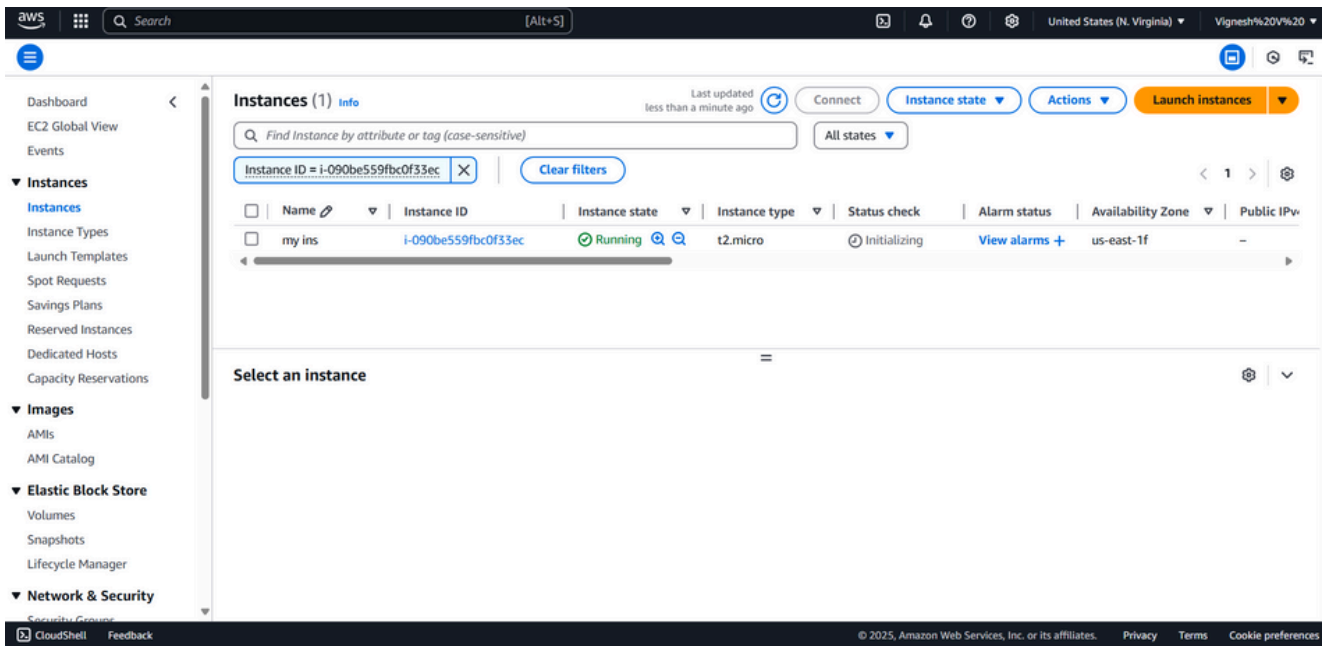 aws Search [Alt+S] United States (N. Virginia) Vignesh%20V%20
Dashboard
EC2 Global View
Events
Instances
Instances
Instance Types
Launch Templates
Spot Requests
Savings Plans
Reserved Instances
Dedicated Hosts
Capacity Reservations
Images
AMIs
AMI Catalog
Elastic Block Store
Volumes
Snapshots
Lifecycle Manager
Network & Security
Security Groups
Instances (1) Info
Last updated
less than a minute ago
Connect Instance state Actions Launch instances
Find Instance by attribute or tag (case-sensitive) All states
Instance ID = i-090be559fbc0f33ec Clear filters
1
Name Instance ID Instance state Instance type Status check Alarm status Availability Zone Public IPv
my ins i-090be559fbc0f33ec Running t2.micro Initializing View alarms + us-east-1f –
Select an instance
CloudShell Feedback © 2025, Amazon Web Services, Inc. or its affiliates. Privacy Terms Cookie preferences